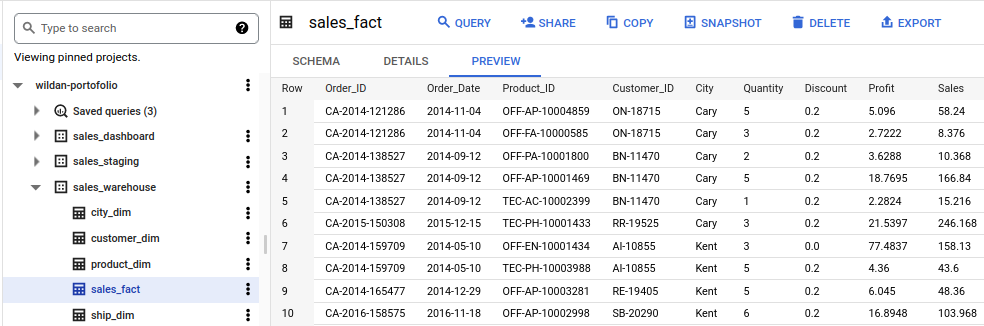 Type to search
Viewing pinned projects.
wildan-portofolio
Saved queries (3)
sales_dashboard
sales_staging
sales_warehouse
city_dim
customer_dim
product_dim
sales_fact
ship_dim
sales_fact QUERY SHARE COPY SNAPSHOT DELETE EXPORT
SCHEMA DETAILS PREVIEW
Row Order_ID Order_Date Product_ID Customer_ID City Quantity Discount Profit Sales
1 CA-2014-121286 2014-11-04 OFF-AP-10004859 ON-18715 Cary 5 0.2 5.096 58.24
2 CA-2014-121286 2014-11-04 OFF-FA-10000585 ON-18715 Cary 3 0.2 2.7222 8.376
3 CA-2014-138527 2014-09-12 OFF-PA-10001800 BN-11470 Cary 2 0.2 3.6288 10.368
4 CA-2014-138527 2014-09-12 OFF-AP-10001469 BN-11470 Cary 5 0.2 18.7695 166.84
5 CA-2014-138527 2014-09-12 TEC-AC-10002399 BN-11470 Cary 1 0.2 2.2824 15.216
6 CA-2015-150308 2015-12-15 TEC-PH-10001433 RR-19525 Cary 3 0.2 21.5397 246.168
7 CA-2014-159709 2014-05-10 OFF-EN-10001434 AI-10855 Kent 3 0.0 77.4837 158.13
8 CA-2014-159709 2014-05-10 TEC-PH-10003988 AI-10855 Kent 5 0.2 4.36 43.6
9 CA-2014-165477 2014-12-29 OFF-AP-10003281 RE-19405 Kent 5 0.2 6.045 48.36
10 CA-2016-158575 2016-11-18 OFF-AP-10002998 SB-20290 Kent 6 0.2 16.8948 103.968